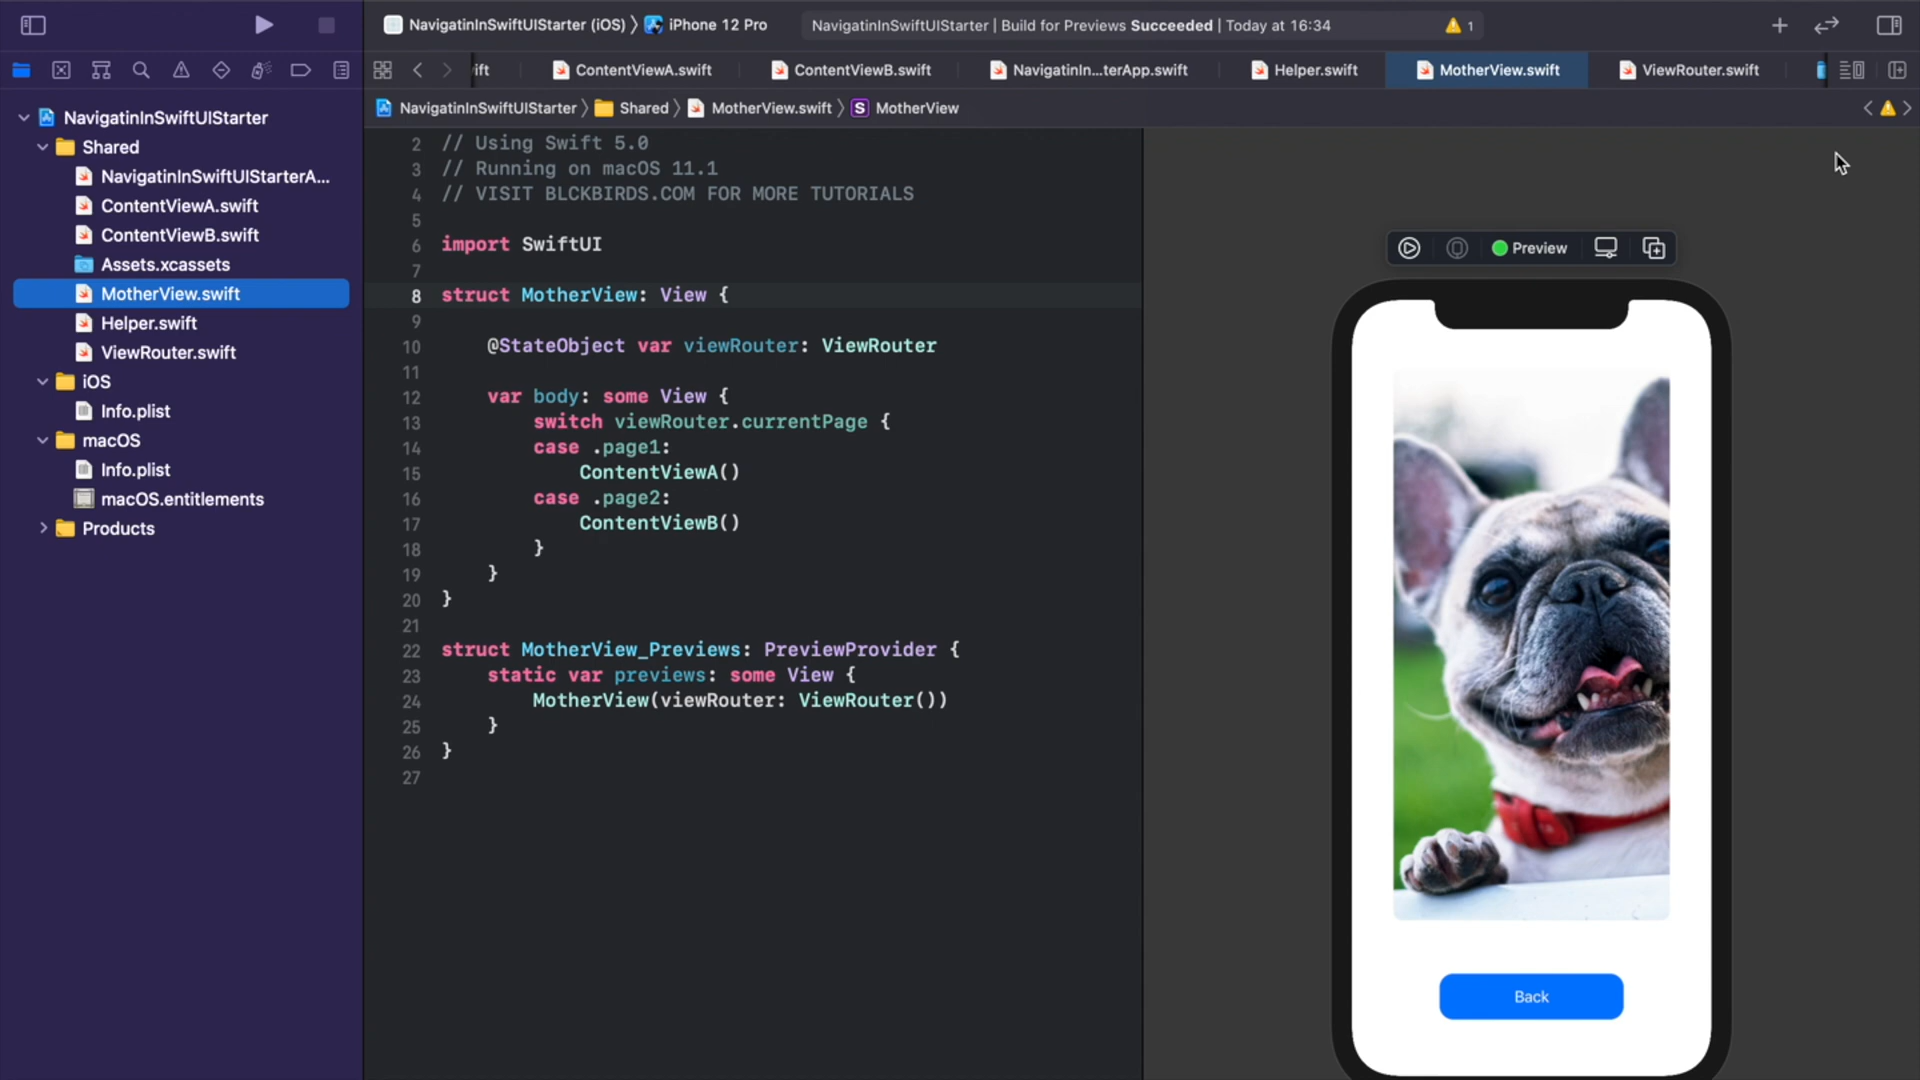 NavigatinInSwiftUIStarter (iOS) 〉 iPhone 12 Pro
NavigatinInSwiftUIStarter | Build for Previews Succeeded | Today at 16:34
1
ift
ContentViewA.swift
ContentViewB.swift
NavigatinIn...terApp.swift
Helper.swift
MotherView.swift
ViewRouter.swift
NavigatinInSwiftUIStarter 〉 Shared 〉 MotherView.swift 〉 S MotherView
NavigatinInSwiftUIStarter
Shared
NavigatinInSwiftUIStarterA...
ContentViewA.swift
ContentViewB.swift
Assets.xcassets
MotherView.swift
Helper.swift
ViewRouter.swift
iOS
Info.plist
macOS
Info.plist
macOS.entitlements
Products
2 // Using Swift 5.0
3 // Running on macOS 11.1
4 // VISIT BLCKBIRDS.COM FOR MORE TUTORIALS
5
6 import SwiftUI
7
8 struct MotherView: View {
9
10 @StateObject var viewRouter: ViewRouter
11
12 var body: some View {
13 switch viewRouter.currentPage {
14 case .page1:
15 ContentViewA()
16 case .page2:
17 ContentViewB()
18 }
19 }
20 }
21
22 struct MotherView_Previews: PreviewProvider {
23 static var previews: some View {
24 MotherView(viewRouter: ViewRouter())
25 }
26 }
27
Preview
Back